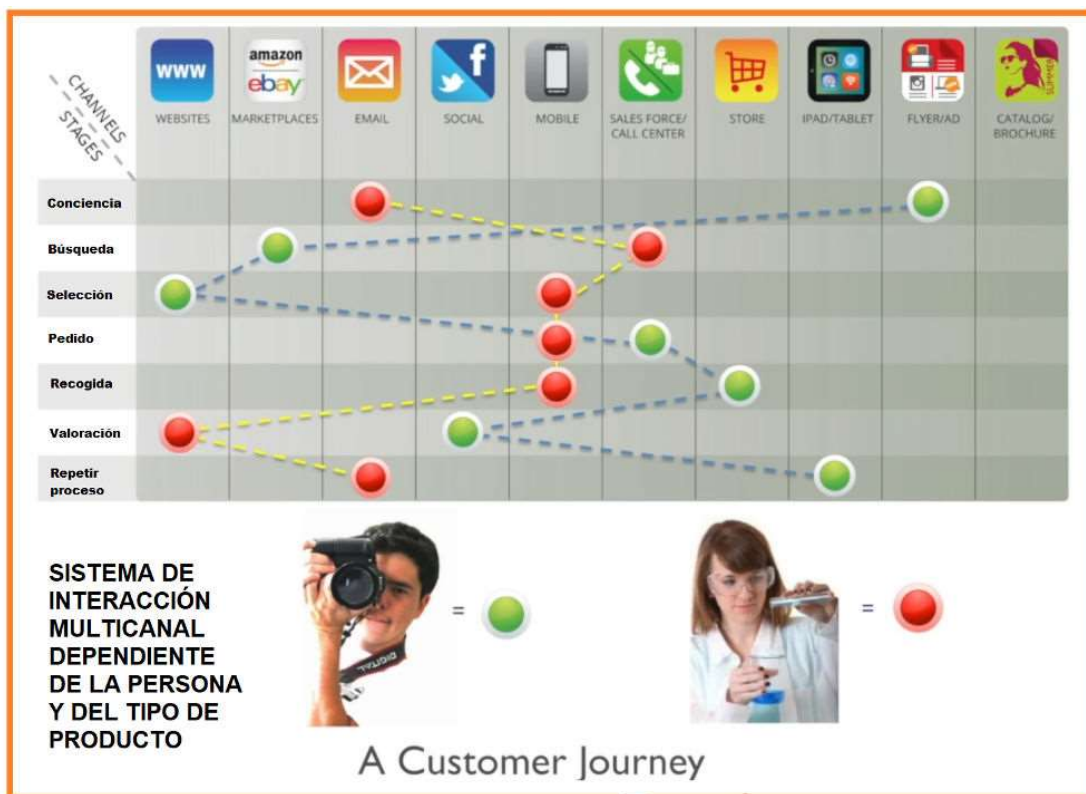 CHANNELS
STAGES
www
amazon
ebay
f
WEBSITES
MARKETPLACES
EMAIL
SOCIAL
MOBILE
SALES FORCE/
CALL CENTER
STORE
IPAD/TABLET
FLYER/AD
CATALOG/
BROCHURE
SUMMER
Conciencia
Búsqueda
Selección
Pedido
Recogida
Valoración
Repetir
proceso
SISTEMA DE
INTERACCIÓN
MULTICANAL
DEPENDIENTE
DE LA PERSONA
Y DEL TIPO DE
PRODUCTO
=
DIGITAL
=
A Customer Journey